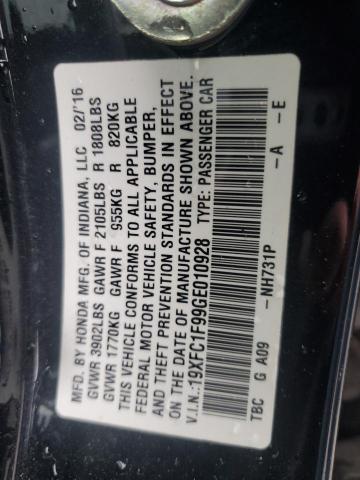 MFD. BY HONDA MFG. OF INDIANA, LLC 02/'16
GVWR 3902LBS GAWR F 2105LBS R 1808LBS
GVWR 1770KG GAWR F 955KG R 820KG
THIS VEHICLE CONFORMS TO ALL APPLICABLE
FEDERAL MOTOR VEHICLE SAFETY, BUMPER,
AND THEFT PREVENTION STANDARDS IN EFFECT
ON THE DATE OF MANUFACTURE SHOWN ABOVE.
V.I.N.:19XFC1F99GE010928 TYPE: PASSENGER CAR
TBC G A09 -NH731P -A -E